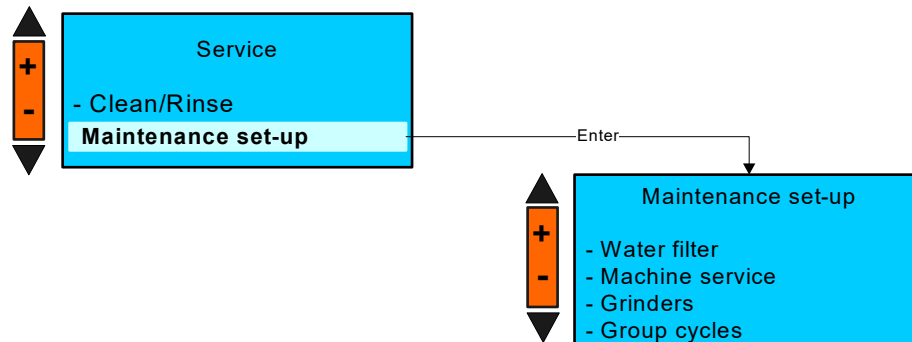 +
-
Service
- Clean/Rinse
Maintenance set-up
Enter
+
-
Maintenance set-up
- Water filter
- Machine service
- Grinders
- Group cycles